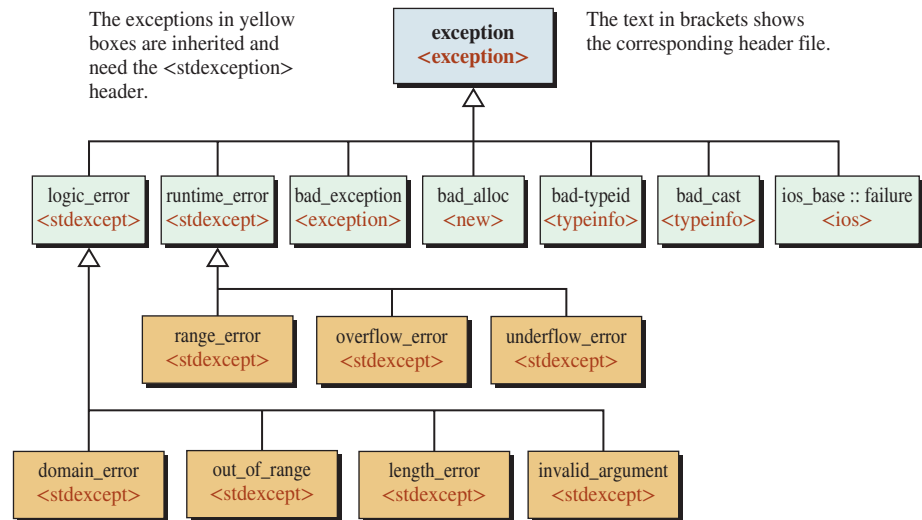 The exceptions in yellow
boxes are inherited and
need the <stdexception>
header.
exception
<exception>
The text in brackets shows
the corresponding header file.
logic_error
<stdexcept>
runtime_error
<stdexcept>
bad_exception
<exception>
bad_alloc
<new>
bad-typeid
<typeinfo>
bad_cast
<typeinfo>
ios_base :: failure
<ios>
range_error
<stdexcept>
overflow_error
<stdexcept>
underflow_error
<stdexcept>
domain_error
<stdexcept>
out_of_range
<stdexcept>
length_error
<stdexcept>
invalid_argument
<stdexcept>